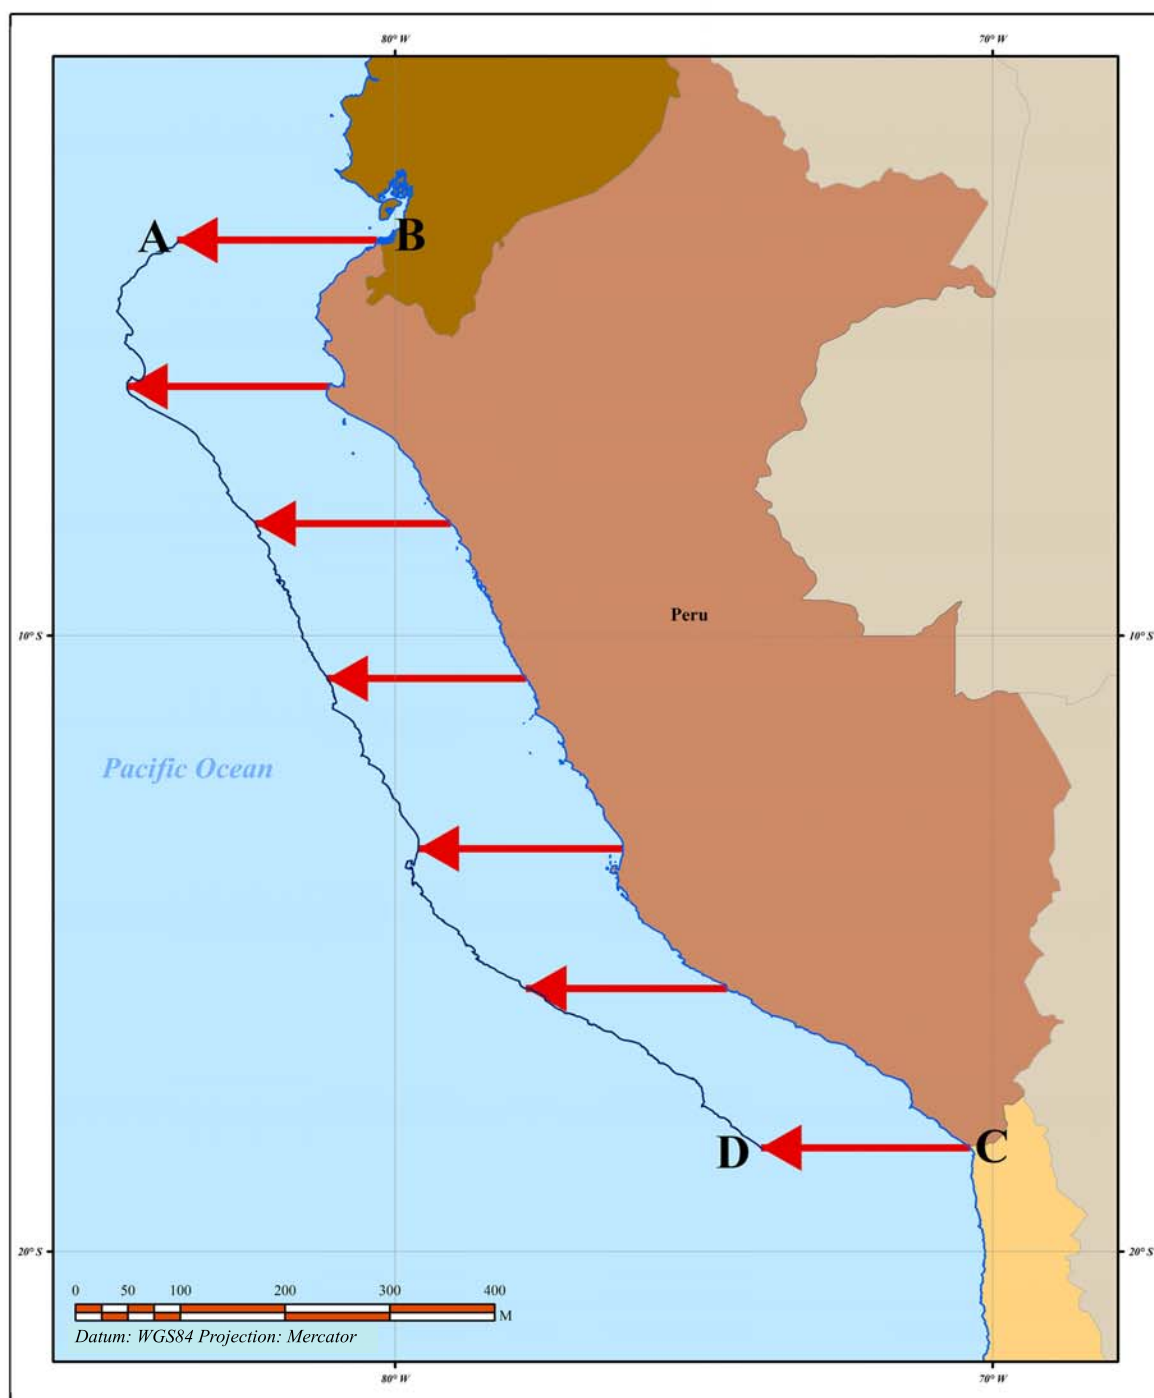 80° W 70° W
A B
Peru
10° S 10° S
Pacific Ocean
D C
20° S 20° S
0 50 100 200 300 400
M
Datum: WGS84 Projection: Mercator
80° W 70° W